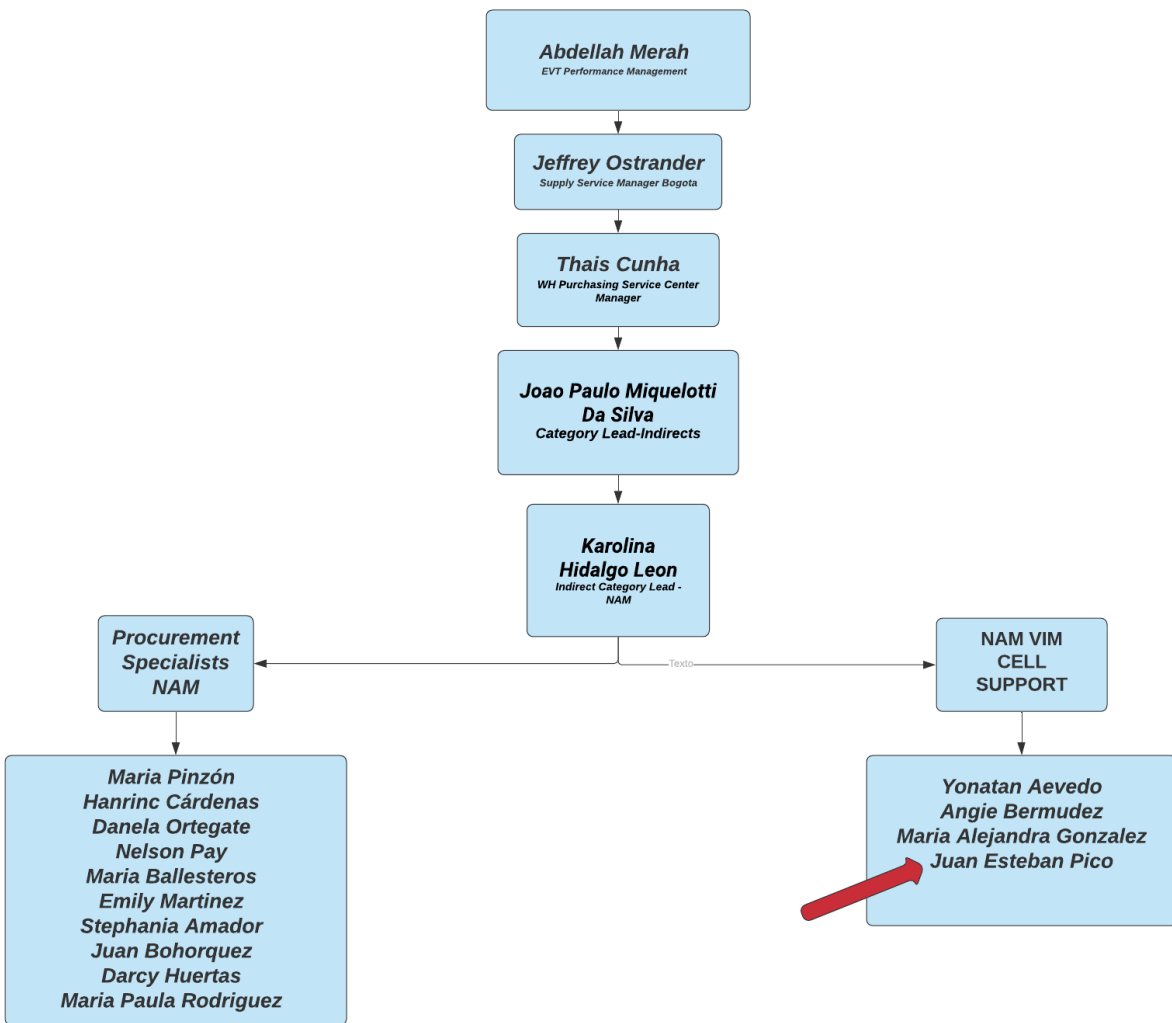 Abdellah Merah
EVT Performance Management
Jeffrey Ostrander
Supply Service Manager Bogota
Thais Cunha
WH Purchasing Service Center
Manager
Joao Paulo Miquelotti
Da Silva
Category Lead-Indirects
Karolina
Hidalgo Leon
Indirect Category Lead -
NAM
Procurement
Specialists
NAM
Texto
NAM VIM
CELL
SUPPORT
Maria Pinzón
Hanrinc Cárdenas
Danela Ortegate
Nelson Pay
Maria Ballesteros
Emily Martinez
Stephania Amador
Juan Bohorquez
Darcy Huertas
Maria Paula Rodriguez
Yonatan Aevedo
Angie Bermudez
Maria Alejandra Gonzalez
Juan Esteban Pico